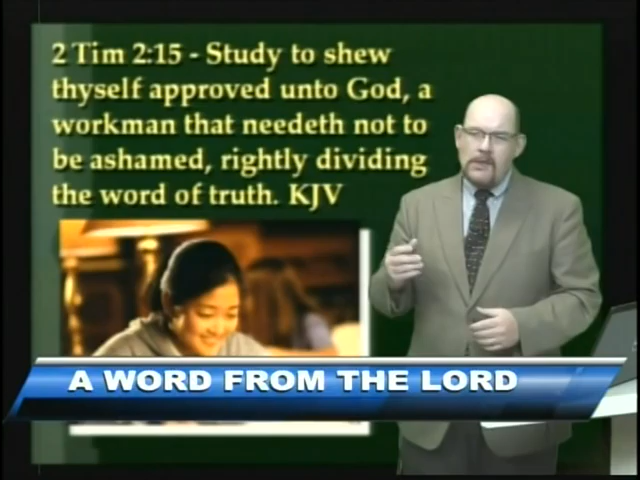 2 Tim 2:15 - Study to shew
thyself approved unto God, a
workman that needeth not to
be ashamed, rightly dividing
the word of truth. KJV
A WORD FROM THE LORD